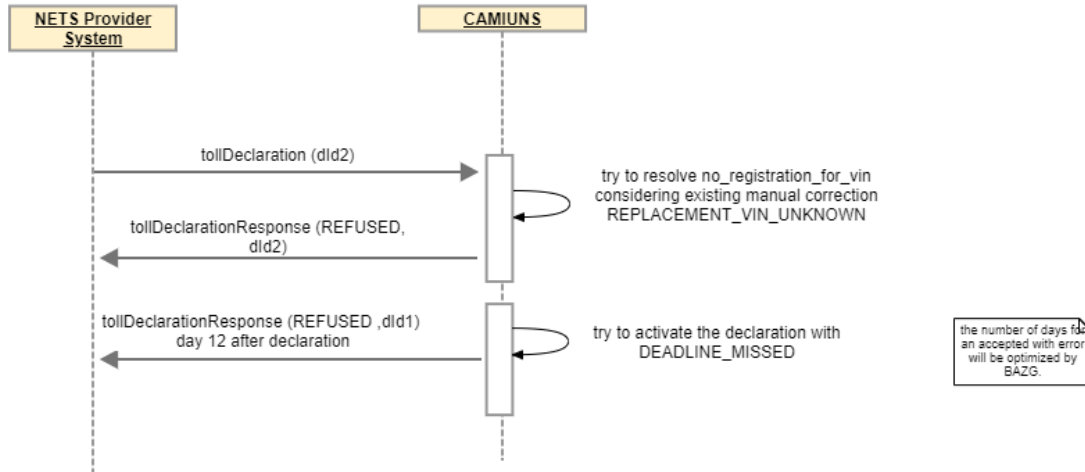 NETS Provider
System
CAMIUNS
tollDeclaration (dId2)
try to resolve no_registration_for_vin
considering existing manual correction
REPLACEMENT_VIN_UNKNOWN
tollDeclarationResponse (REFUSED,
dId2)
tollDeclarationResponse (REFUSED ,dId1)
day 12 after declaration
try to activate the declaration with
DEADLINE_MISSED
the number of days for
an accepted with error
will be optimized by
BAZG.